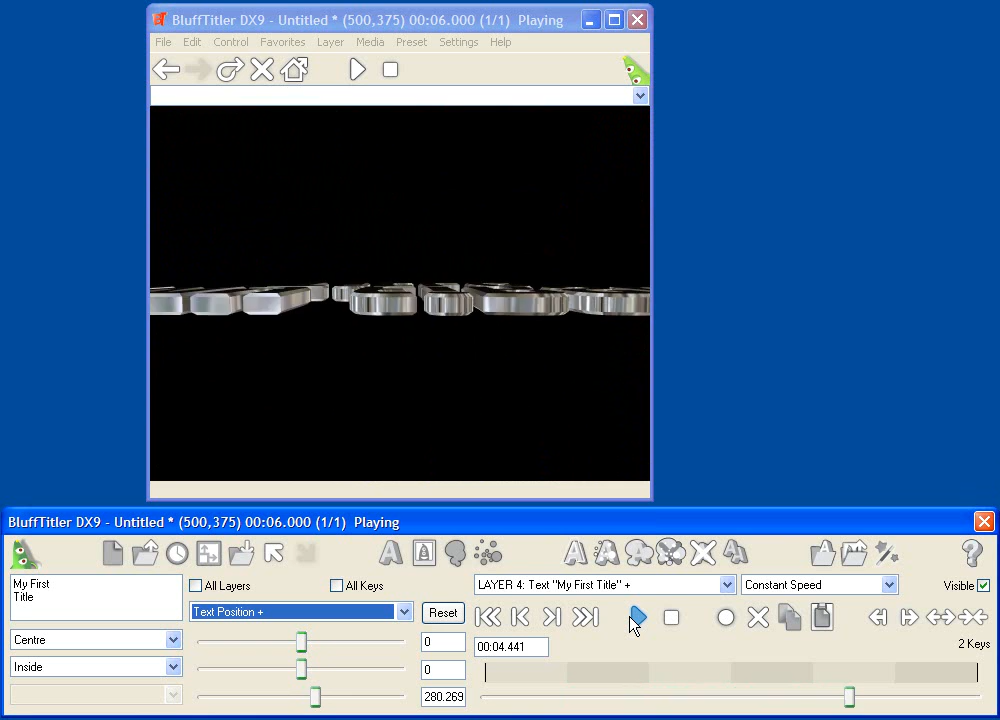 BluffTitler DX9 - Untitled * (500,375) 00:06.000 (1/1) Playing
File Edit Control Favorites Layer Media Preset Settings Help
BluffTitler DX9 - Untitled * (500,375) 00:06.000 (1/1) Playing
My First
Title
All Layers
All Keys
LAYER 4: Text "My First Title" +
Constant Speed
Visible
Text Position +
Reset
Centre
0
00:04.441
2 Keys
Inside
0
280.269